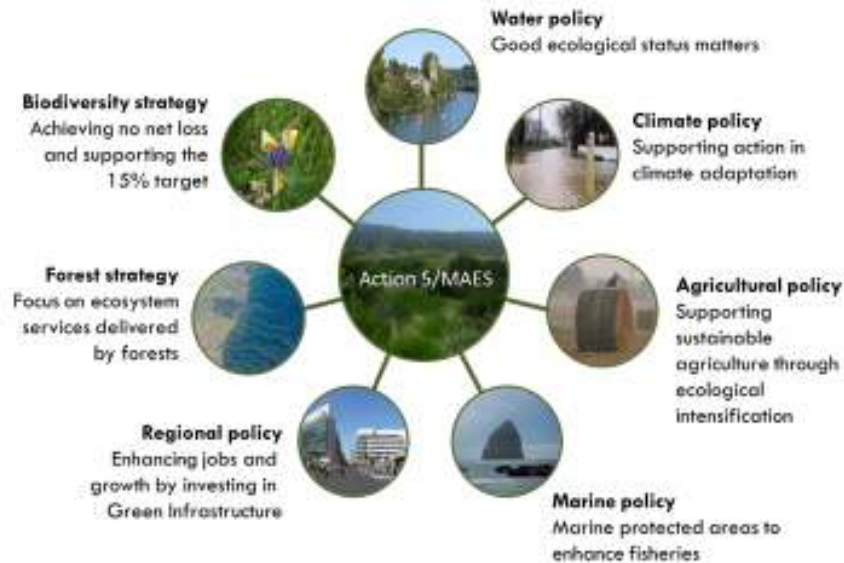 Water policy
Good ecological status matters
Biodiversity strategy
Achieving no net loss
and supporting the
15% target
Climate policy
Supporting action in
climate adaptation
Action 5/MAES
Forest strategy
Focus on ecosystem
services delivered
by forests
Agricultural policy
Supporting
sustainable
agriculture through
ecological
intensification
Regional policy
Enhancing jobs and
growth by investing in
Green Infrastructure
Marine policy
Marine protected areas to
enhance fisheries